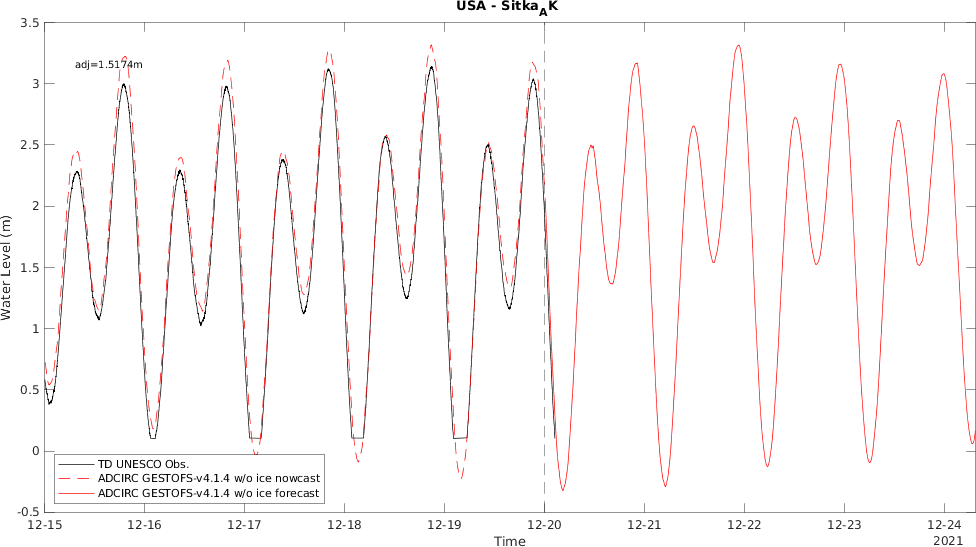 USA - Sitka_AK
3.5
3
2.5
2
1.5
1
0.5
0
-0.5
Water Level (m)
adj=1.5174m
TD UNESCO Obs.
ADCIRC GESTOFS-v4.1.4 w/o ice nowcast
ADCIRC GESTOFS-v4.1.4 w/o ice forecast
12-15 12-16 12-17 12-18 12-19 12-20 12-21 12-22 12-23 12-24
Time
2021